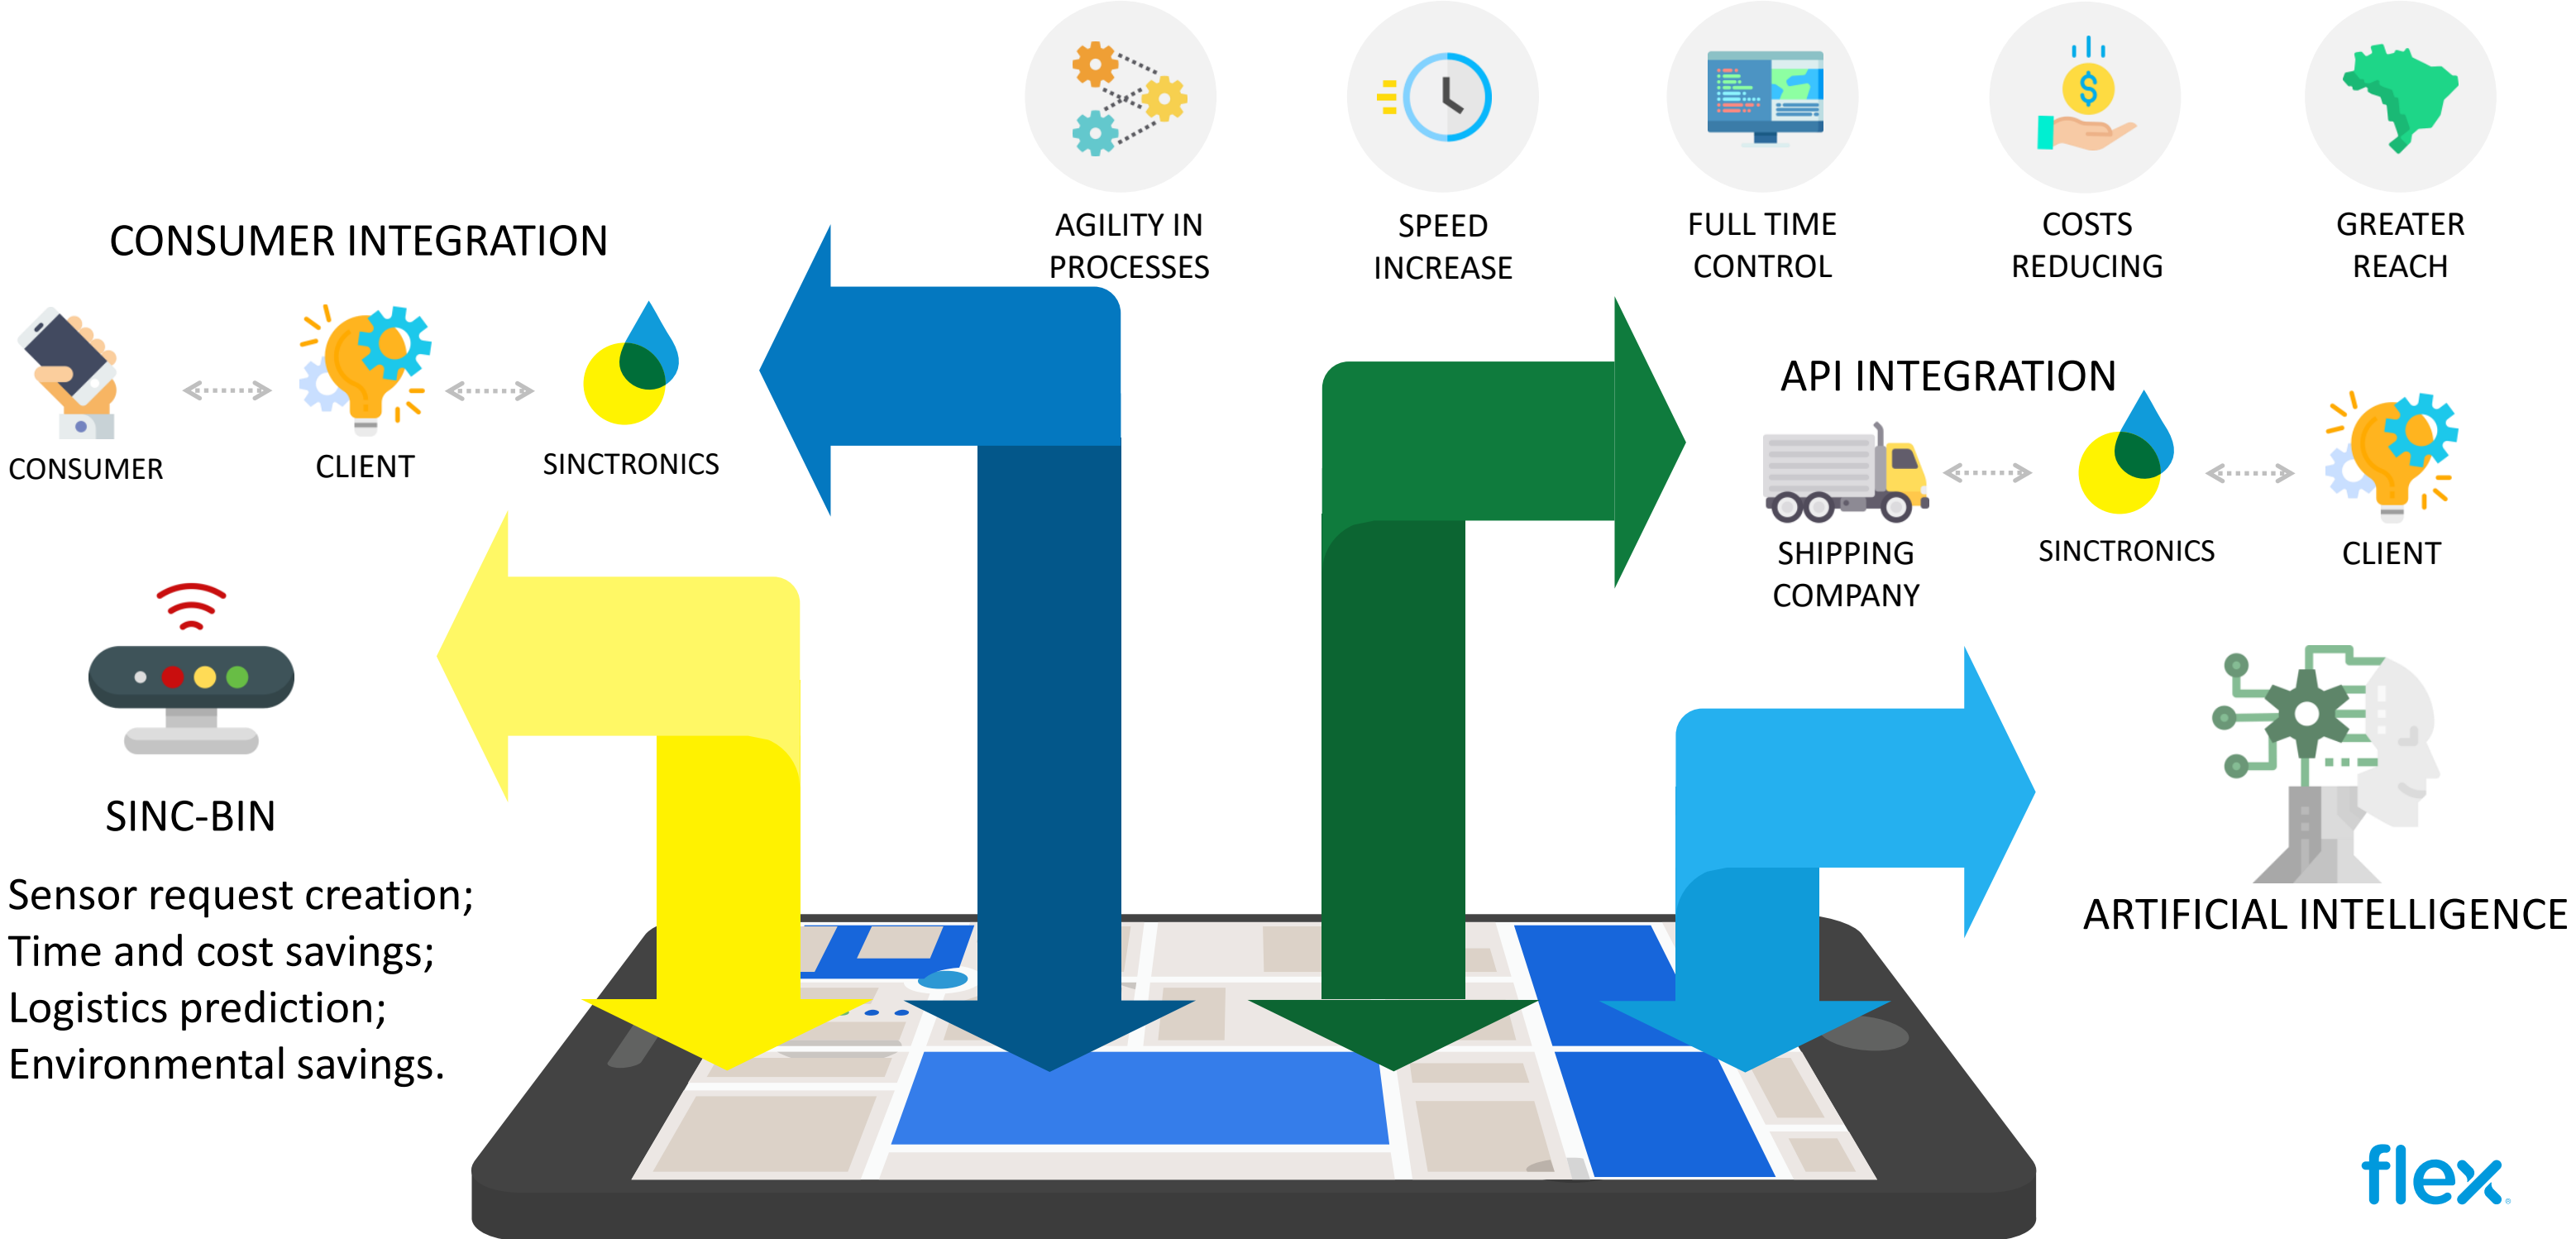 AGILITY IN
PROCESSES
SPEED
INCREASE
FULL TIME
CONTROL
COSTS
REDUCING
GREATER
REACH
CONSUMER INTEGRATION
CONSUMER
CLIENT
SINCTRONICS
API INTEGRATION
SHIPPING
COMPANY
SINCTRONICS
CLIENT
SINC-BIN
Sensor request creation;
Time and cost savings;
Logistics prediction;
Environmental savings.
ARTIFICIAL INTELLIGENCE
$
flex